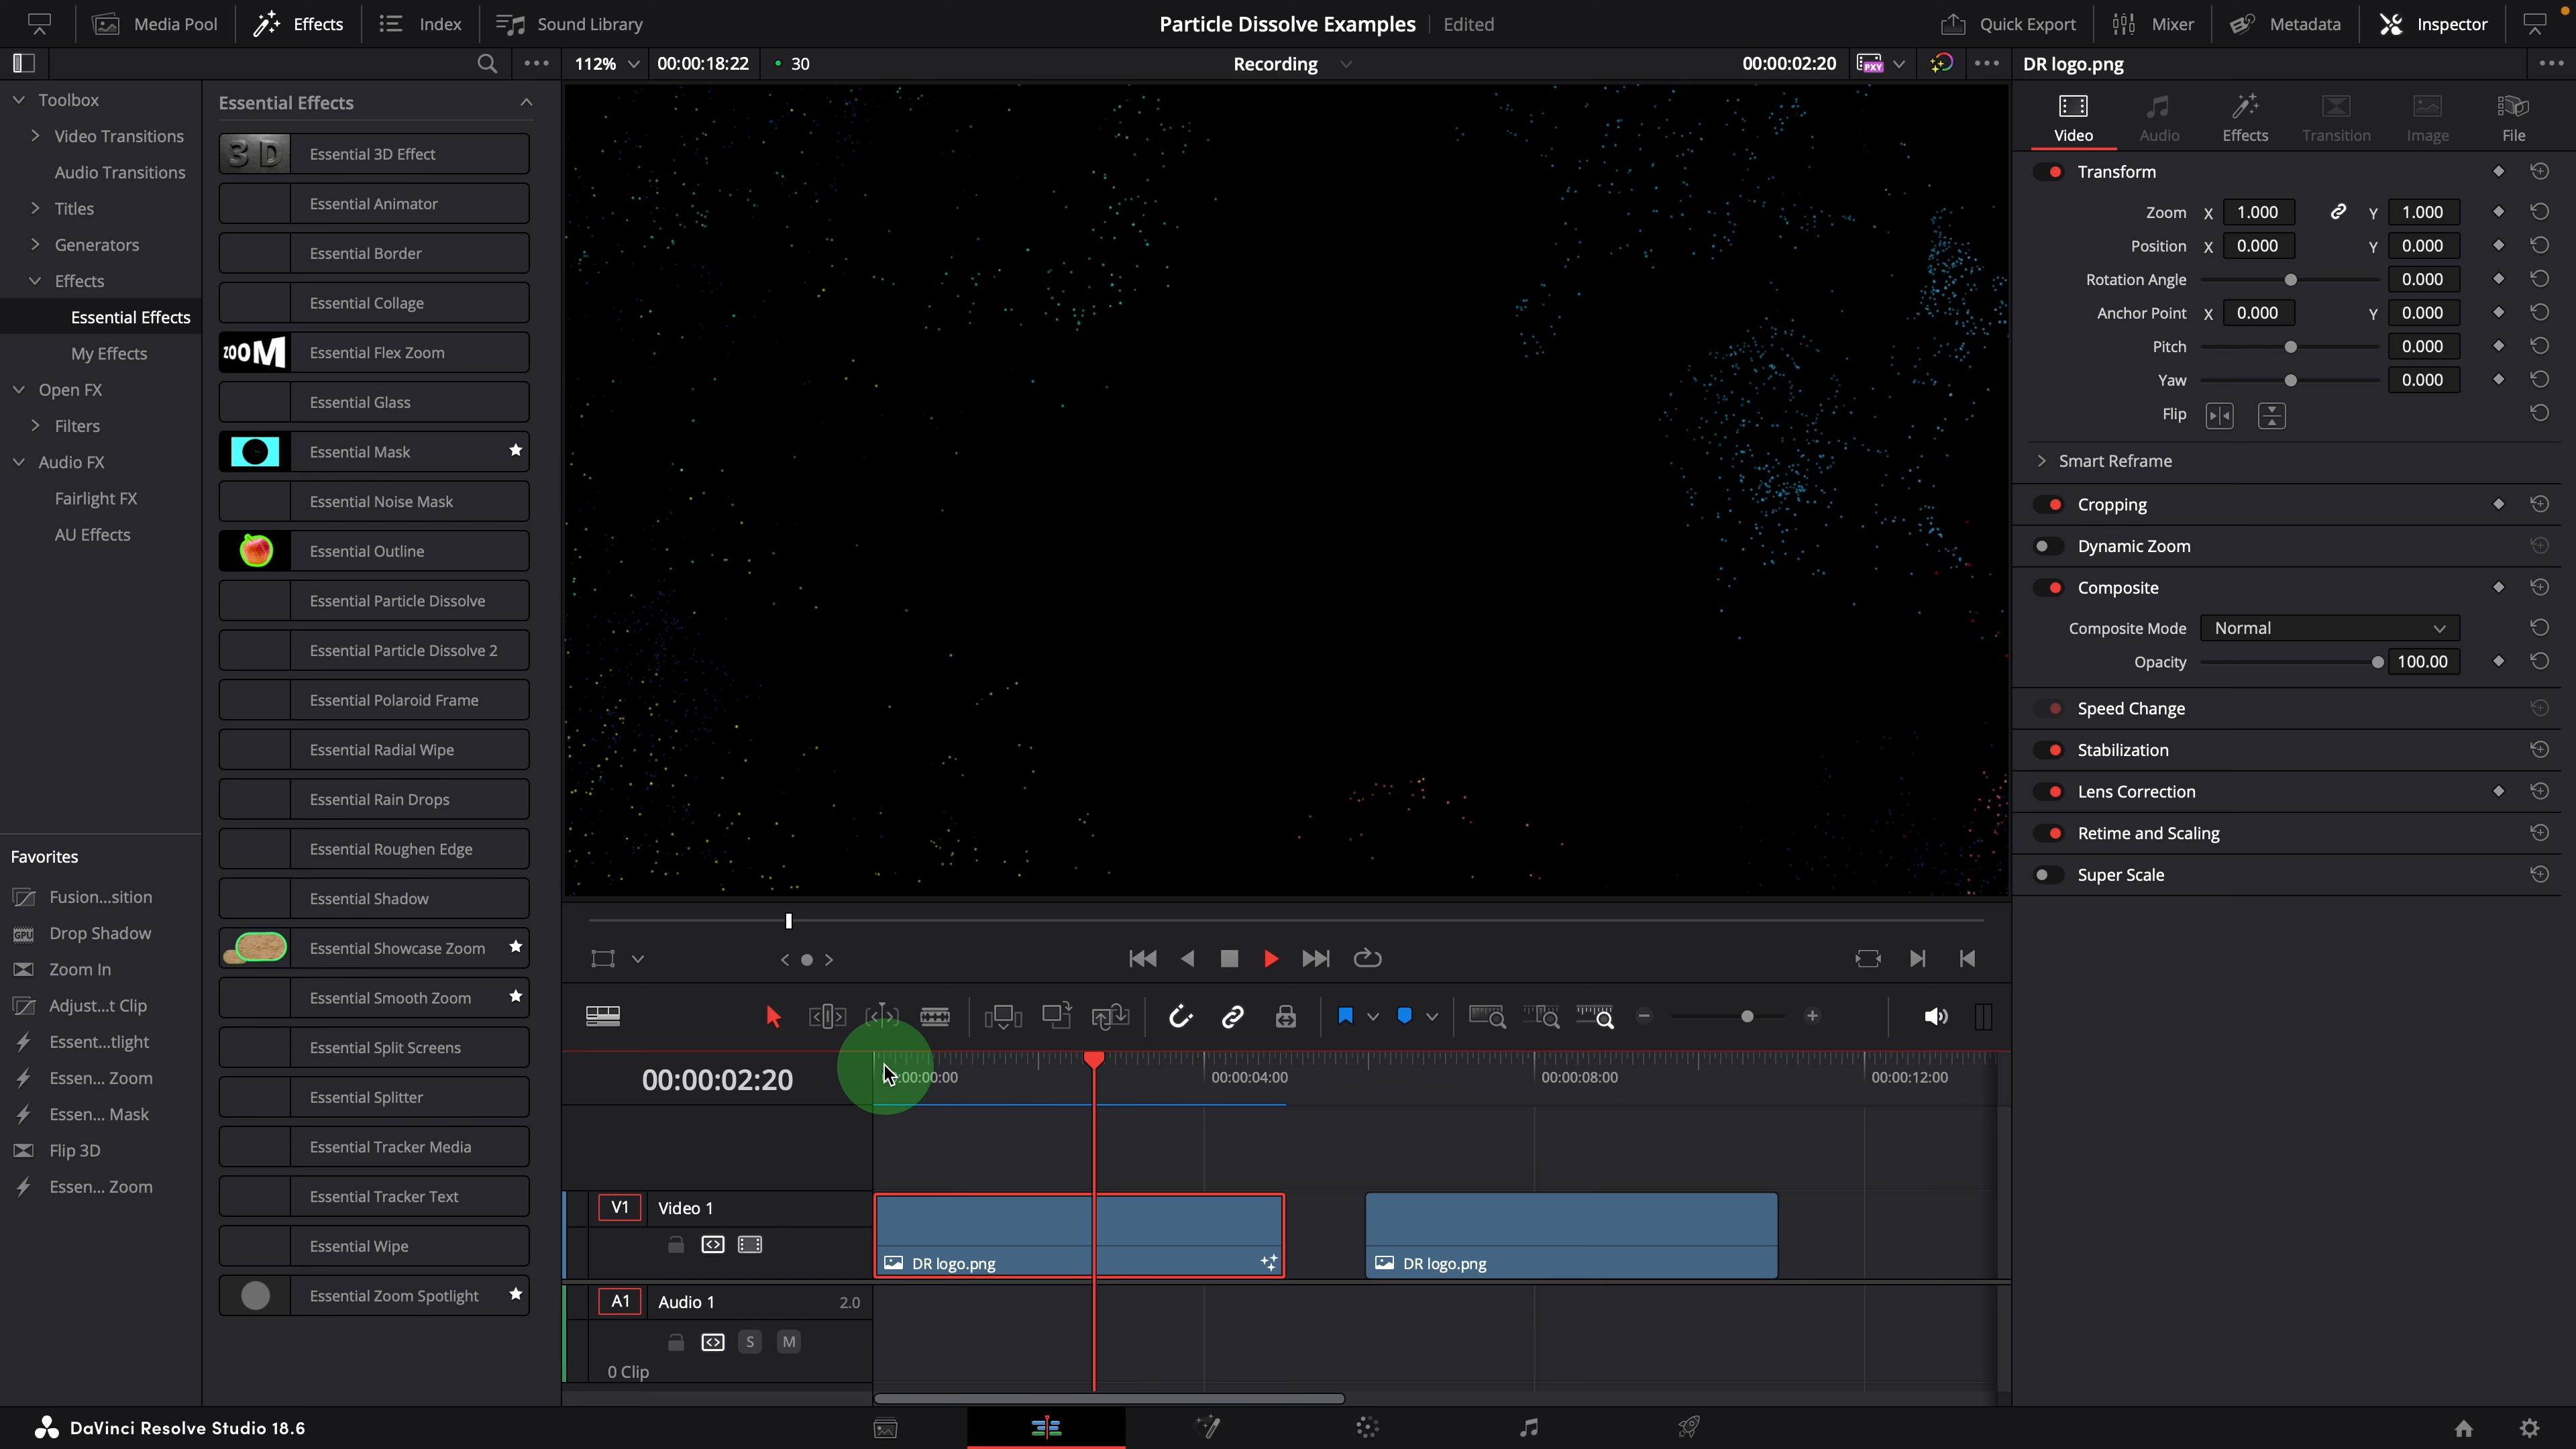 Media Pool
Effects
Index
Sound Library
Particle Dissolve Examples
Edited
Quick Export
Mixer
Metadata
Inspector
112%
00:00:18:22
30
Recording
00:00:02:20
PXY
DR logo.png
Toolbox
Video Transitions
Audio Transitions
Titles
Generators
Effects
Essential Effects
My Effects
Open FX
Filters
Audio FX
Fairlight FX
AU Effects
Favorites
Fusion...sition
GPU
Drop Shadow
Zoom In
Adjust...t Clip
Essent...tlight
Essen... Zoom
Essen... Mask
Flip 3D
Essen... Zoom
Essential Effects
3D
Essential 3D Effect
Essential Animator
Essential Border
Essential Collage
ZOOM
Essential Flex Zoom
Essential Glass
Essential Mask
Essential Noise Mask
Essential Outline
Essential Particle Dissolve
Essential Particle Dissolve 2
Essential Polaroid Frame
Essential Radial Wipe
Essential Rain Drops
Essential Roughen Edge
Essential Shadow
Essential Showcase Zoom
Essential Smooth Zoom
Essential Split Screens
Essential Splitter
Essential Tracker Media
Essential Tracker Text
Essential Wipe
Essential Zoom Spotlight
Video
Audio
Effects
Transition
Image
File
Transform
Zoom X 1.000 Y 1.000
Position X 0.000 Y 0.000
Rotation Angle 0.000
Anchor Point X 0.000 Y 0.000
Pitch 0.000
Yaw 0.000
Flip
Smart Reframe
Cropping
Dynamic Zoom
Composite
Composite Mode Normal
Opacity 100.00
Speed Change
Stabilization
Lens Correction
Retime and Scaling
Super Scale
00:00:02:20
:00:00:00
00:00:04:00
00:00:08:00
00:00:12:00
V1
Video 1
DR logo.png
DR logo.png
A1
Audio 1
2.0
S
M
0 Clip
DaVinci Resolve Studio 18.6